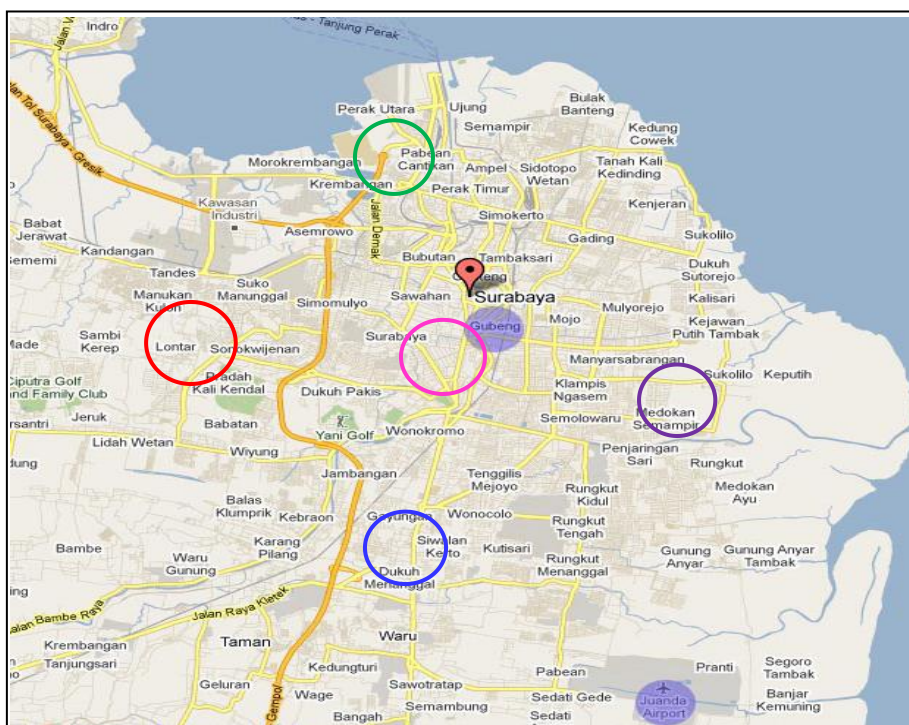 Indro
Jalan V
as - Tanjung Perak
Perak Utara
Ujung
Bulak
Banteng
Semampir
Kedung
Cowek
Jalan Tol Surabaya - Gresik
Morokrembangan
Pabean
Cantikan
Ampel
Sidotopo
Wetan
Tanah Kali
Kedinding
Krembangan
Perak Timur
Kawasan
Industri
Jalan Demak
Simokerto
Kenjeran
Babat
Jerawat
Asemrowo
Gading
Sukolilo
Sememi
Kandangan
Bubutan
Tambaksari
Tandes
Suko
Manunggal
Dukuh
Sutorejo
Manukan
Kulon
Simomulyo
Sawahan
Surabaya
Mulyorejo
Kalisari
Made
Sambi
Kerep
Lontar
Sonokwijenan
Surabaya
Gubeng
Mojo
Kejawan
Putih Tambak
Manyarsabrangan
Ciputra Golf
and Family Club
Pradah
Kali Kendal
Dukuh Pakis
Klampis
Ngasem
Sukolilo
Keputih
Jeruk
Babatan
Yani Golf
Wonokromo
Semolowaru
Medokan
Semampir
ersantri
Lidah Wetan
Wiyung
Penjaringan
Sari
Rungkut
dung
Jambangan
Tenggilis
Mejoyo
Rungkut
Kidul
Medokan
Ayu
Balas
Klumprik
Kebraon
Gayungan
Wonocolo
Rungkut
Tengah
Bambe
Karang
Pilang
Siwalan
Kerto
Kutisari
Gunung
Anyar
Gunung Anyar
Tambak
Waru
Gunung
Dukuh
Menanggal
Rungkut
Menanggal
ing
Jalan Raya Kletek
alan Bambe Raya
Taman
Waru
Krembangan
Tanjungsari
Kedungturi
Pabean
Pranti
Segoro
Tambak
Geluran
Wage
Gempol
Sawotratap
Sedati Gede
Juanda
Airport
Banjar
Kemuning
Bangah
Semambung
Sedati